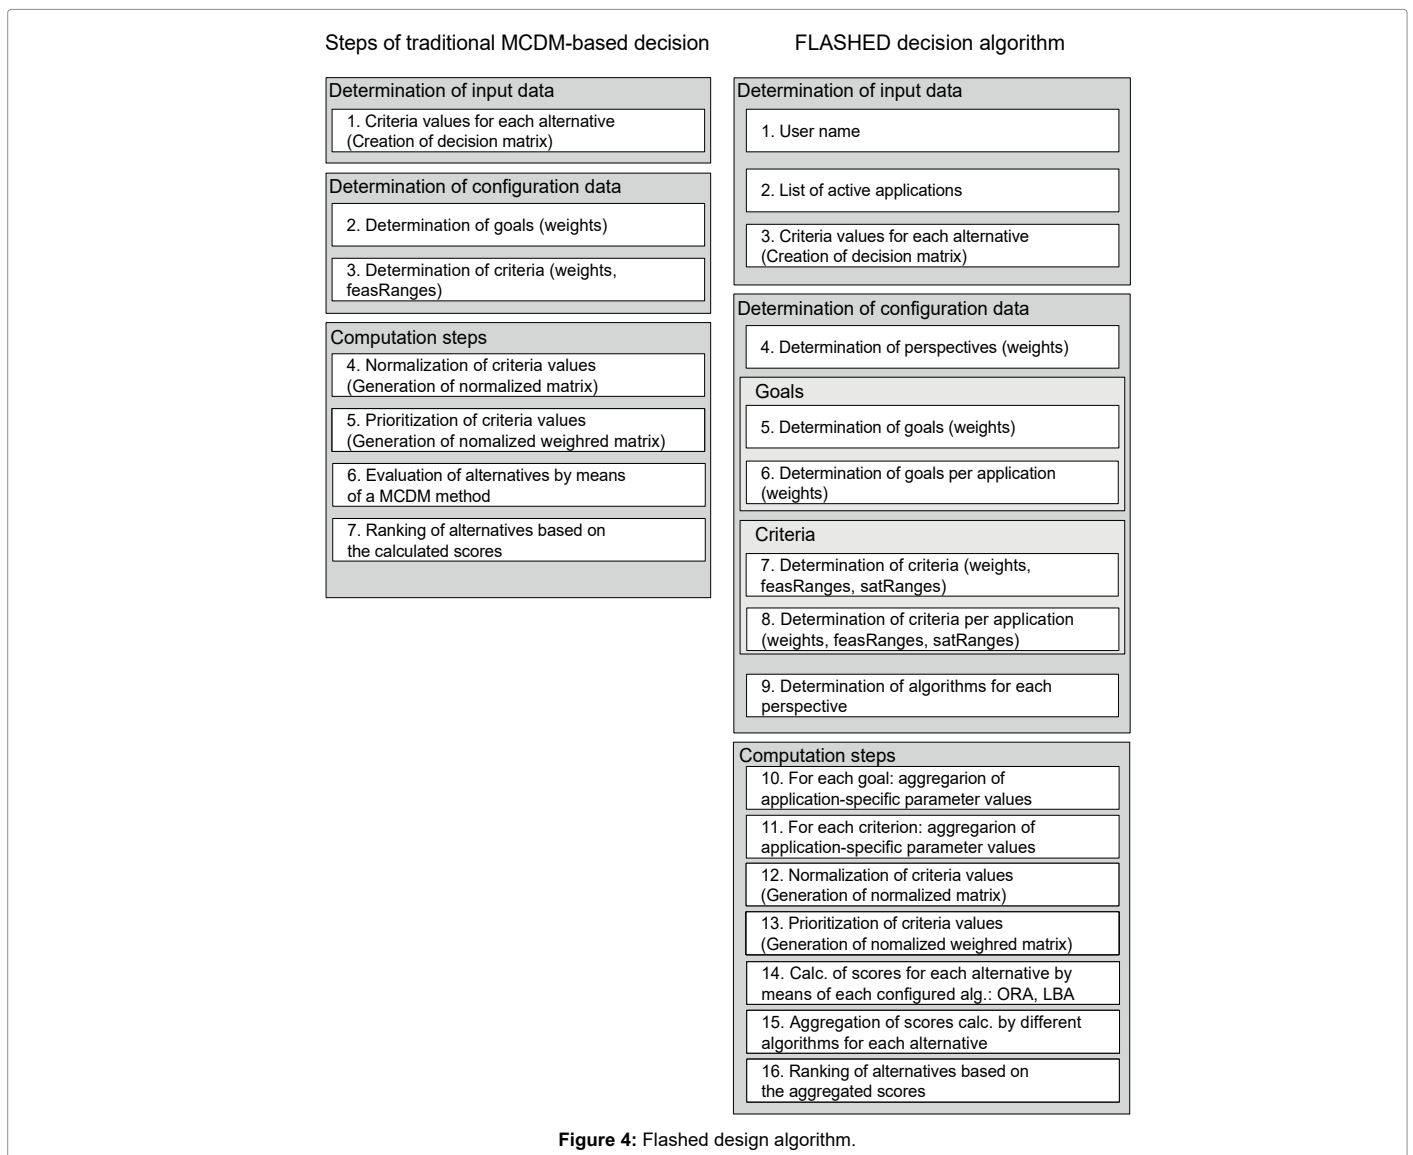 Steps of traditional MCDM-based decision
Determination of input data
1. Criteria values for each alternative
(Creation of decision matrix)
Determination of configuration data
2. Determination of goals (weights)
3. Determination of criteria (weights,
feasRanges)
Computation steps
4. Normalization of criteria values
(Generation of normalized matrix)
5. Prioritization of criteria values
(Generation of nomalized weighred matrix)
6. Evaluation of alternatives by means
of a MCDM method
7. Ranking of alternatives based on
the calculated scores
FLASHED decision algorithm
Determination of input data
1. User name
2. List of active applications
3. Criteria values for each alternative
(Creation of decision matrix)
Determination of configuration data
4. Determination of perspectives (weights)
Goals
5. Determination of goals (weights)
6. Determination of goals per application
(weights)
Criteria
7. Determination of criteria (weights,
feasRanges, satRanges)
8. Determination of criteria per application
(weights, feasRanges, satRanges)
9. Determination of algorithms for each
perspective
Computation steps
10. For each goal: aggregarion of
application-specific parameter values
11. For each criterion: aggregarion of
application-specific parameter values
12. Normalization of criteria values
(Generation of normalized matrix)
13. Prioritization of criteria values
(Generation of nomalized weighred matrix)
14. Calc. of scores for each alternative by
means of each configured alg.: ORA, LBA
15. Aggregation of scores calc. by different
algorithms for each alternative
16. Ranking of alternatives based on
the aggregated scores
Figure 4: Flashed design algorithm.